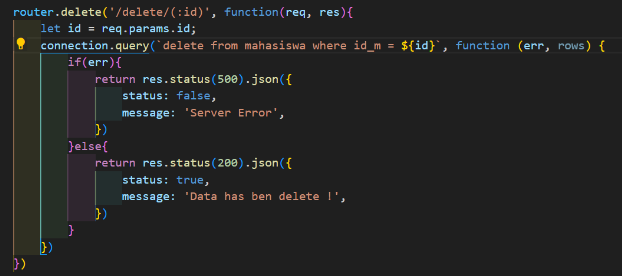 router.delete('/delete/(:id)', function(req, res){
let id = req.params.id;
connection.query(`delete from mahasiswa where id_m = ${id}`, function (err, rows) {
if(err){
return res.status(500).json({
status: false,
message: 'Server Error',
})
}else{
return res.status(200).json({
status: true,
message: 'Data has ben delete !',
})
}
})
})